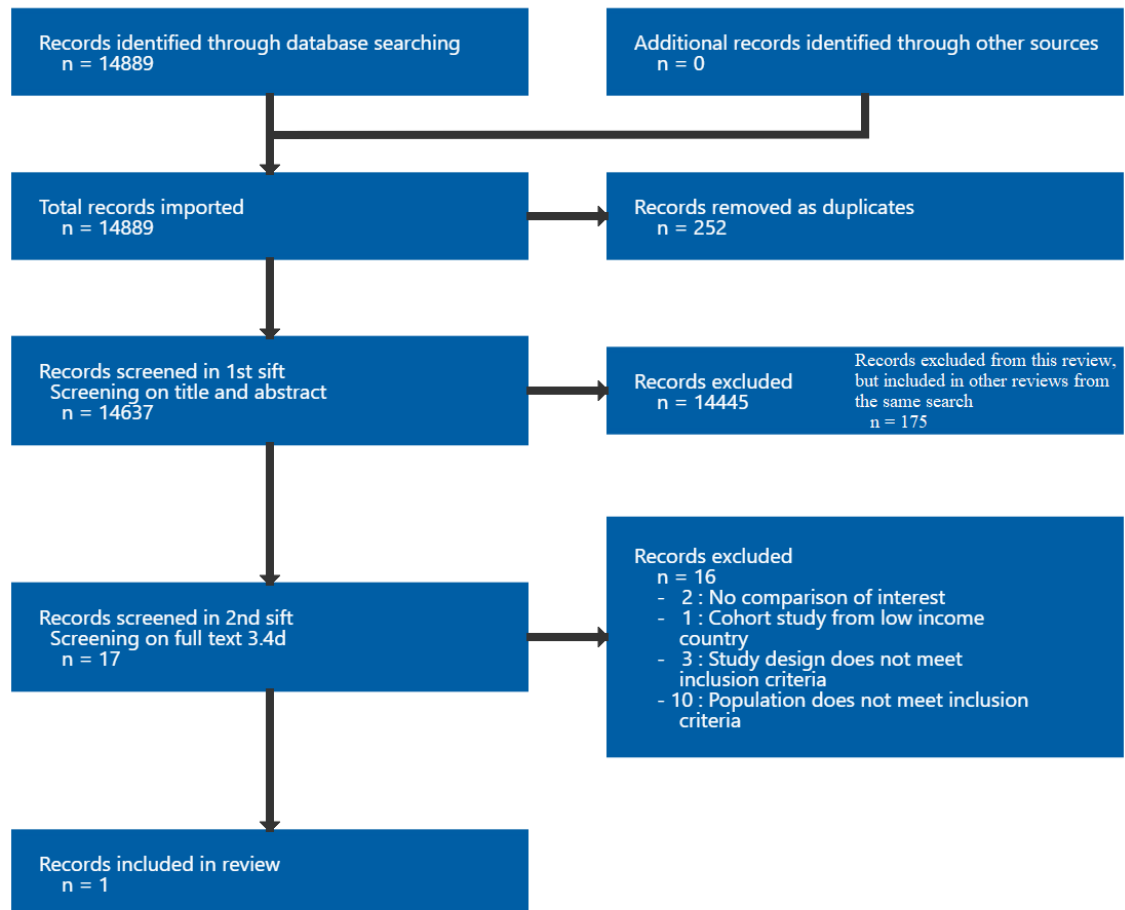 Records identified through database searching
n = 14889
Additional records identified through other sources
n = 0
Total records imported
n = 14889
Records removed as duplicates
n = 252
Records screened in 1st sift
Screening on title and abstract
n = 14637
Records excluded
n = 14445
Records excluded from this review,
but included in other reviews from
the same search
n = 175
Records screened in 2nd sift
Screening on full text 3.4d
n = 17
Records excluded
n = 16
- 2 : No comparison of interest
- 1 : Cohort study from low income
country
- 3 : Study design does not meet
inclusion criteria
- 10 : Population does not meet inclusion
criteria
Records included in review
n = 1